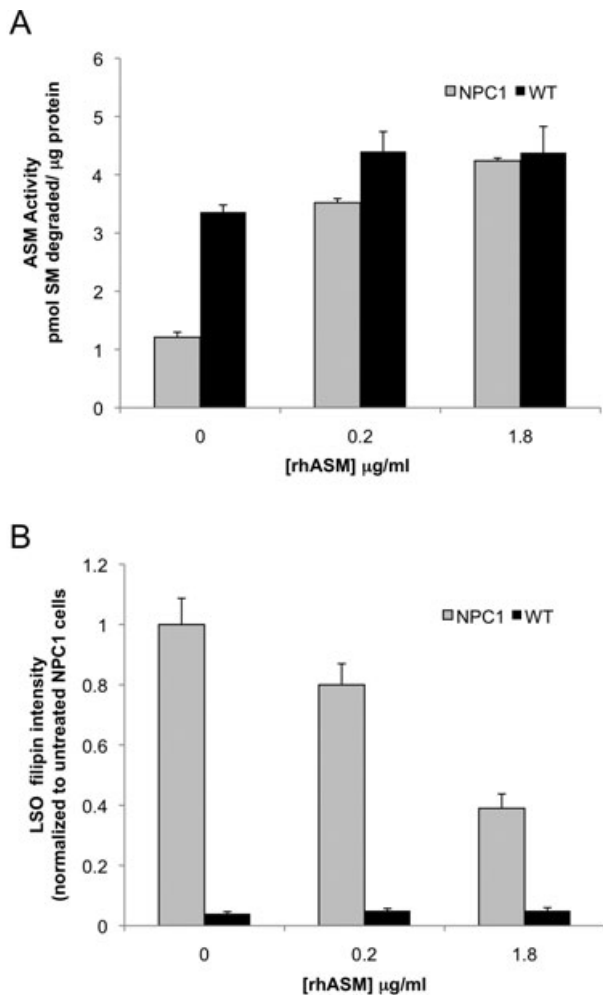 A
ASM Activity
pmol SM degraded/ μg protein
6
5
4
3
2
1
0
NPC1 WT
0 0.2 1.8
[rhASM] μg/ml
B
LSO filipin intensity
(normalized to untreated NPC1 cells
1.2
1
0.8
0.6
0.4
0.2
0
NPC1 WT
0 0.2 1.8
[rhASM] μg/ml